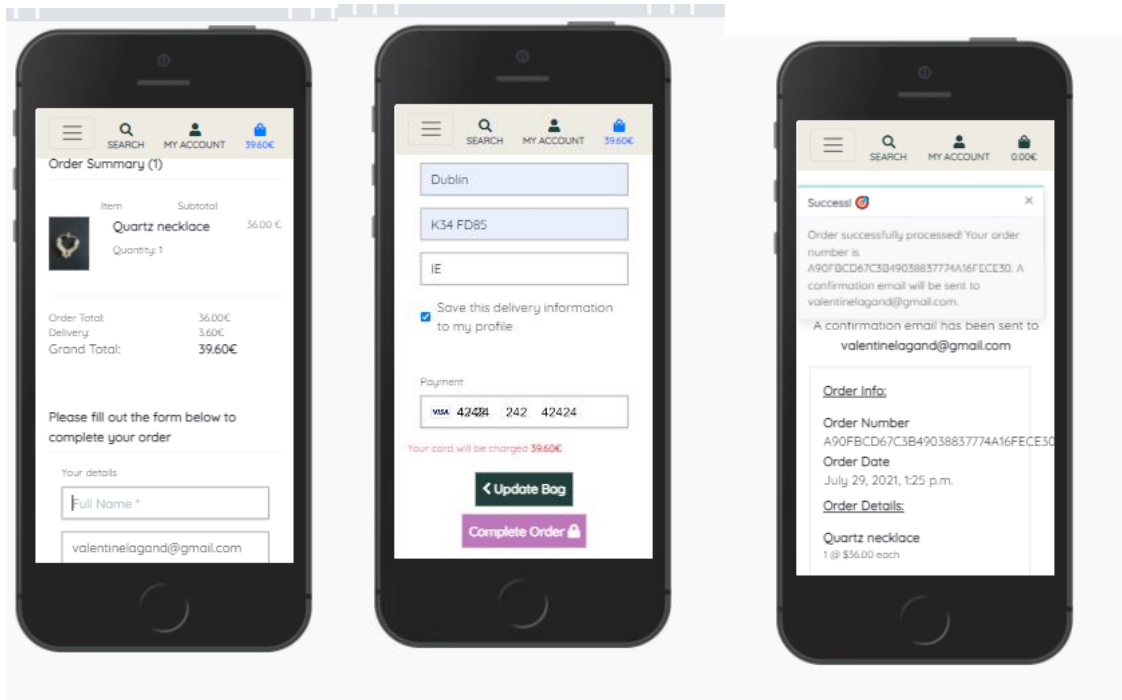 SEARCH MY ACCOUNT 39.60€
Order Summary (1)
Item Subtotal
Quartz necklace 36.00 €
Quantity: 1
Order Total: 36.00€
Delivery: 3.60€
Grand Total: 39.60€
Please fill out the form below to
complete your order
Your details
Full Name *
valentinelagand@gmail.com
SEARCH MY ACCOUNT 39.60€
Dublin
K34 FD85
IE
Save this delivery information
to my profile
Payment
VISA 242 42424
Your card will be charged 39.60€
Update Bag
Complete Order
SEARCH MY ACCOUNT 0.00€
Success! ×
Order successfully processed! Your order
number is
A90FBCD67C3B49038837774A16FECE30. A
confirmation email will be sent to
valentinelagand@gmail.com.
A confirmation email has been sent to
valentinelagand@gmail.com
Order Info:
Order Number
A90FBCD67C3B49038837774A16FECE30
Order Date
July 29, 2021, 1:25 p.m.
Order Details:
Quartz necklace
1 @ $36.00 each